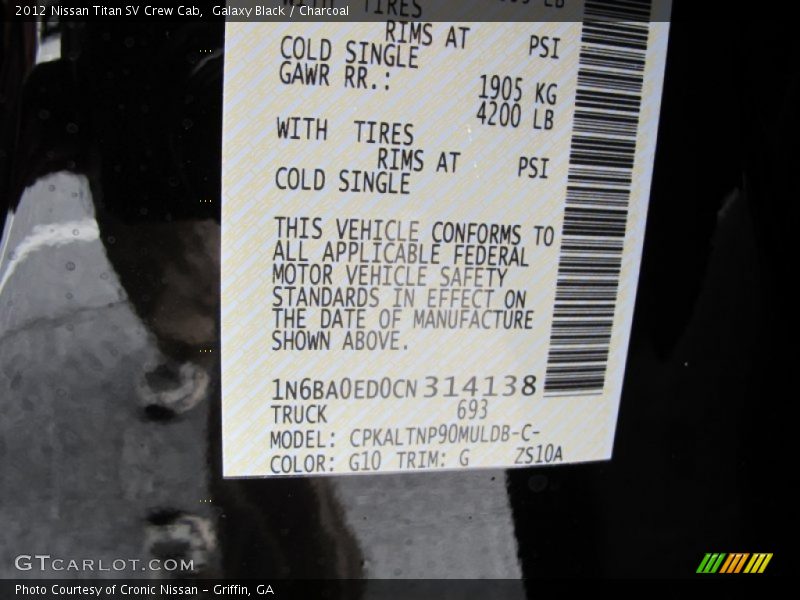 2012 Nissan Titan SV Crew Cab,  Galaxy Black / Charcoal
WITH TIRES LB
RIMS AT PSI
COLD SINGLE
GAWR RR.: 1905 KG
4200 LB
WITH TIRES
RIMS AT PSI
COLD SINGLE
THIS VEHICLE CONFORMS TO
ALL APPLICABLE FEDERAL
MOTOR VEHICLE SAFETY
STANDARDS IN EFFECT ON
THE DATE OF MANUFACTURE
SHOWN ABOVE.
1N6BA0ED0CN314138
TRUCK 693
MODEL: CPKALTNP90MULDB-C-
COLOR: G10 TRIM: G ZS10A
GTCARLOT.COM
Photo Courtesy of Cronic Nissan - Griffin, GA